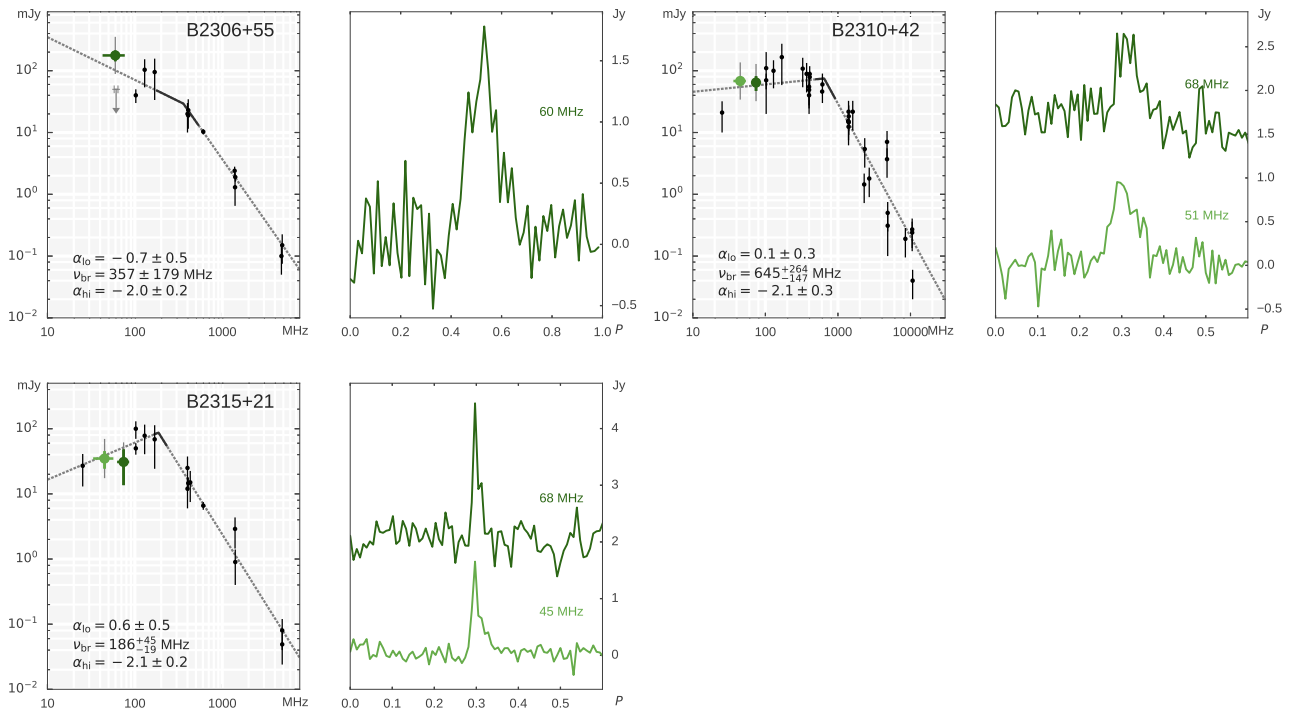 mJy
B2306+55
10²
10¹
10⁰
10⁻¹
10⁻²
α_lo = −0.7 ± 0.5
ν_br = 357 ± 179 MHz
α_hi = −2.0 ± 0.2
10 100 1000 MHz
Jy
1.5
1.0
0.5
0.0
−0.5
60 MHz
0.0 0.2 0.4 0.6 0.8 1.0 P
mJy
B2310+42
10²
10¹
10⁰
10⁻¹
10⁻²
α_lo = 0.1 ± 0.3
ν_br = 645⁺²⁶⁴₋₁₄₇ MHz
α_hi = −2.1 ± 0.3
10 100 1000 10000 MHz
Jy
2.5
2.0
1.5
1.0
0.5
0.0
−0.5
68 MHz
51 MHz
0.0 0.1 0.2 0.3 0.4 0.5 P
mJy
B2315+21
10²
10¹
10⁰
10⁻¹
10⁻²
α_lo = 0.6 ± 0.5
ν_br = 186⁺⁴⁵₋₁₉ MHz
α_hi = −2.1 ± 0.2
10 100 1000 MHz
Jy
4
3
2
1
0
68 MHz
45 MHz
0.0 0.1 0.2 0.3 0.4 0.5 P